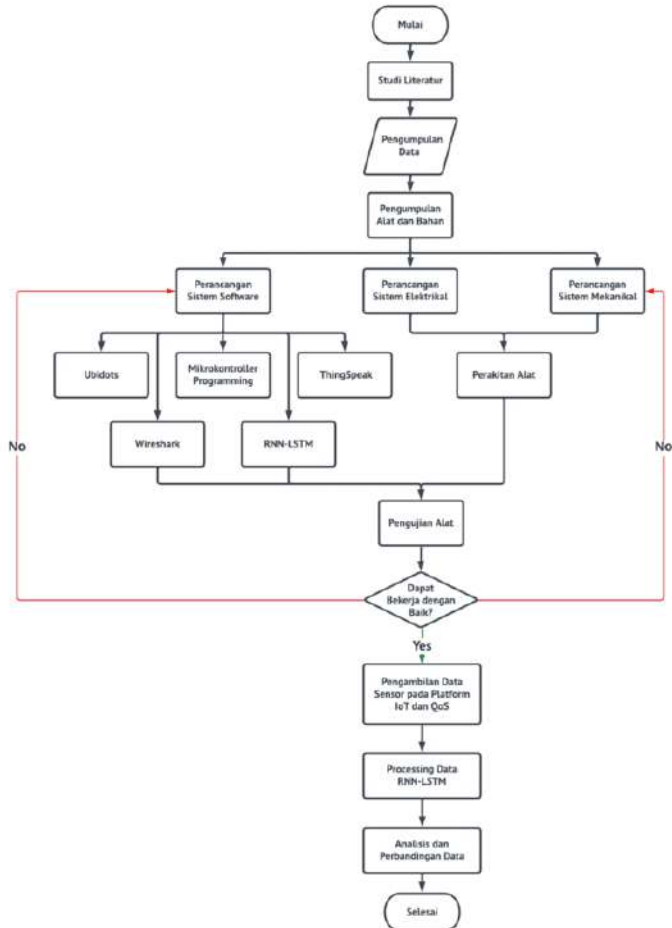 Mulai
Studi Literatur
Pengumpulan
Data
Pengumpulan
Alat dan Bahan
Perancangan
Sistem Software
Perancangan
Sistem Elektrikal
Perancangan
Sistem Mekanikal
Ubidots
Mikrokontroller
Programming
ThingSpeak
Perakitan Alat
Wireshark
RNN-LSTM
No
No
Pengujian Alat
Dapat
Bekerja dengan
Baik?
Yes
Pengambilan Data
Sensor pada Platform
IoT dan QoS
Processing Data
RNN-LSTM
Analisis dan
Perbandingan Data
Selesai